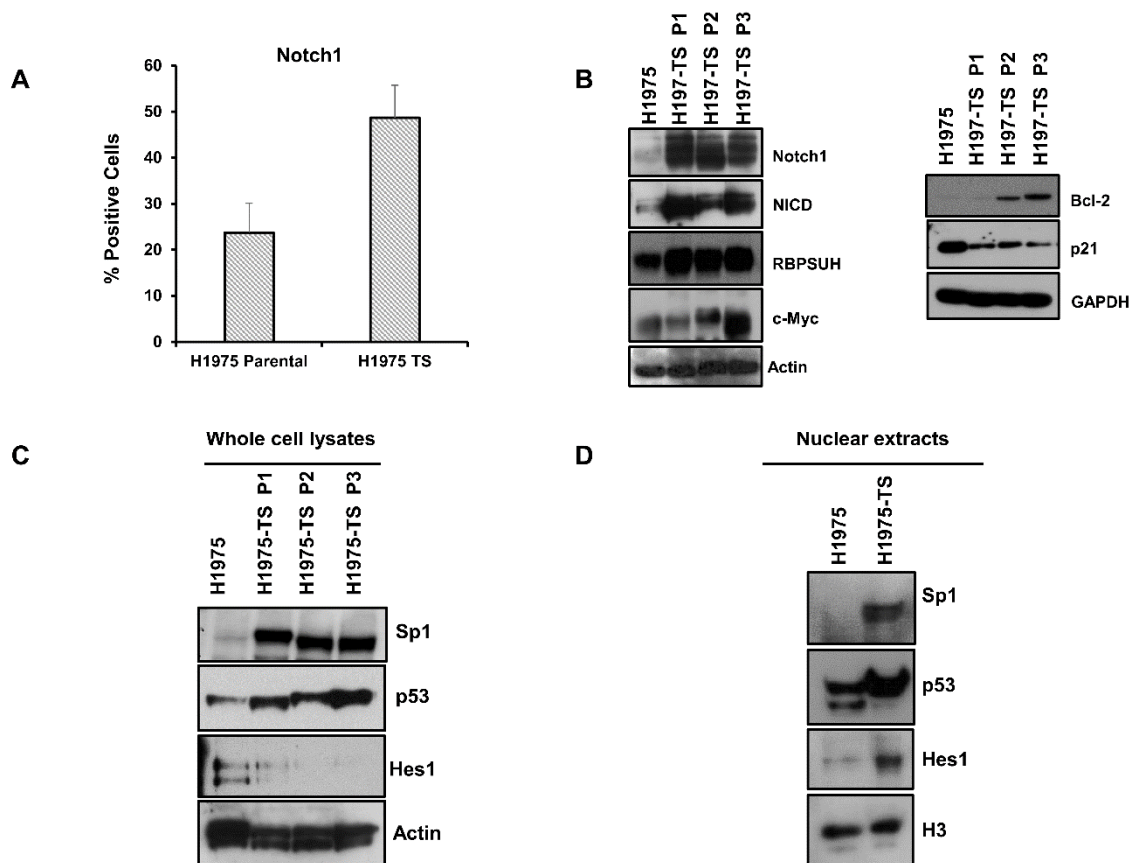 A
Notch1
% Positive Cells
60
50
40
30
20
10
0
H1975 Parental
H1975 TS
B
H1975
H197-TS P1
H197-TS P2
H197-TS P3
Notch1
NICD
RBPSUH
c-Myc
Actin
H1975
H197-TS P1
H197-TS P2
H197-TS P3
Bcl-2
p21
GAPDH
C
Whole cell lysates
H1975
H1975-TS P1
H1975-TS P2
H1975-TS P3
Sp1
p53
Hes1
Actin
D
Nuclear extracts
H1975
H1975-TS
Sp1
p53
Hes1
H3